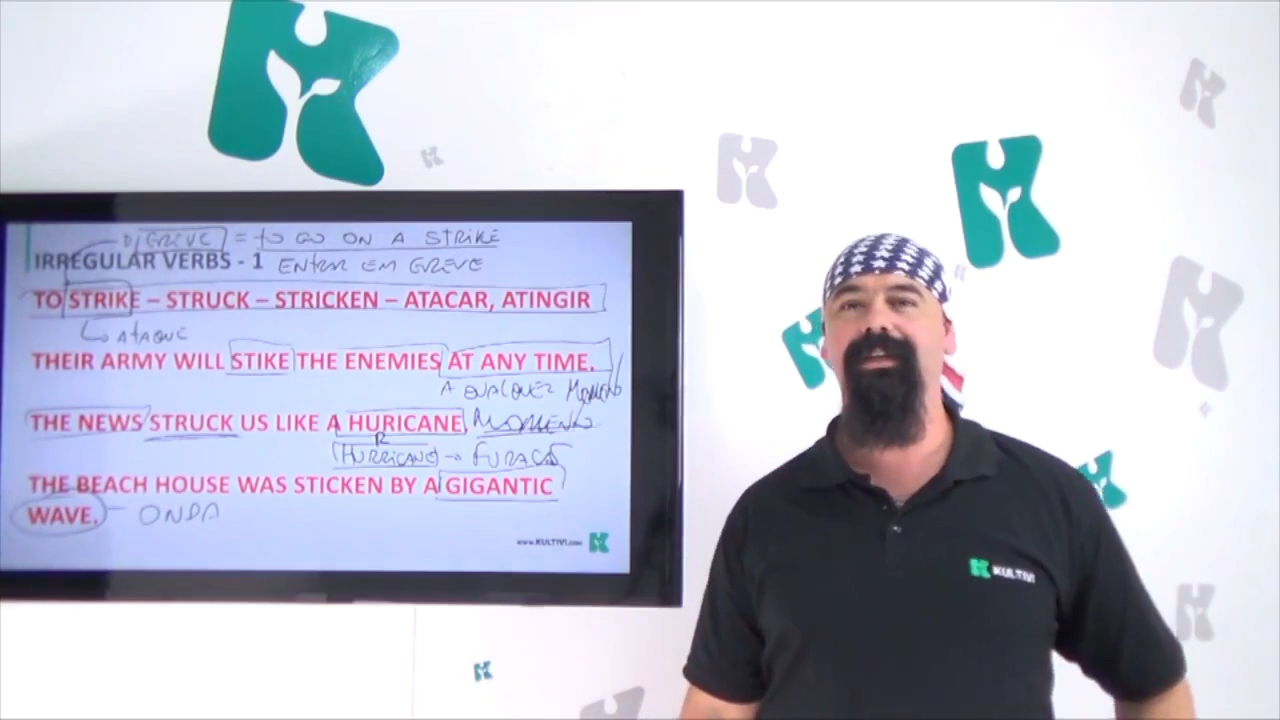 D/GREVE = TO GO ON A STRIKE
IRREGULAR VERBS - 1 ENTRAR EM GREVE
TO STRIKE – STRUCK – STRICKEN – ATACAR, ATINGIR
ATAQUE
THEIR ARMY WILL STIKE THE ENEMIES AT ANY TIME.
A QUALQUER MOMENTO
THE NEWS STRUCK US LIKE A HURICANE MOMENTO
R
HURRICANE → FURACÃO
THE BEACH HOUSE WAS STICKEN BY A GIGANTIC
WAVE. ONDA
www.KULTIVI.com
KULTIVI